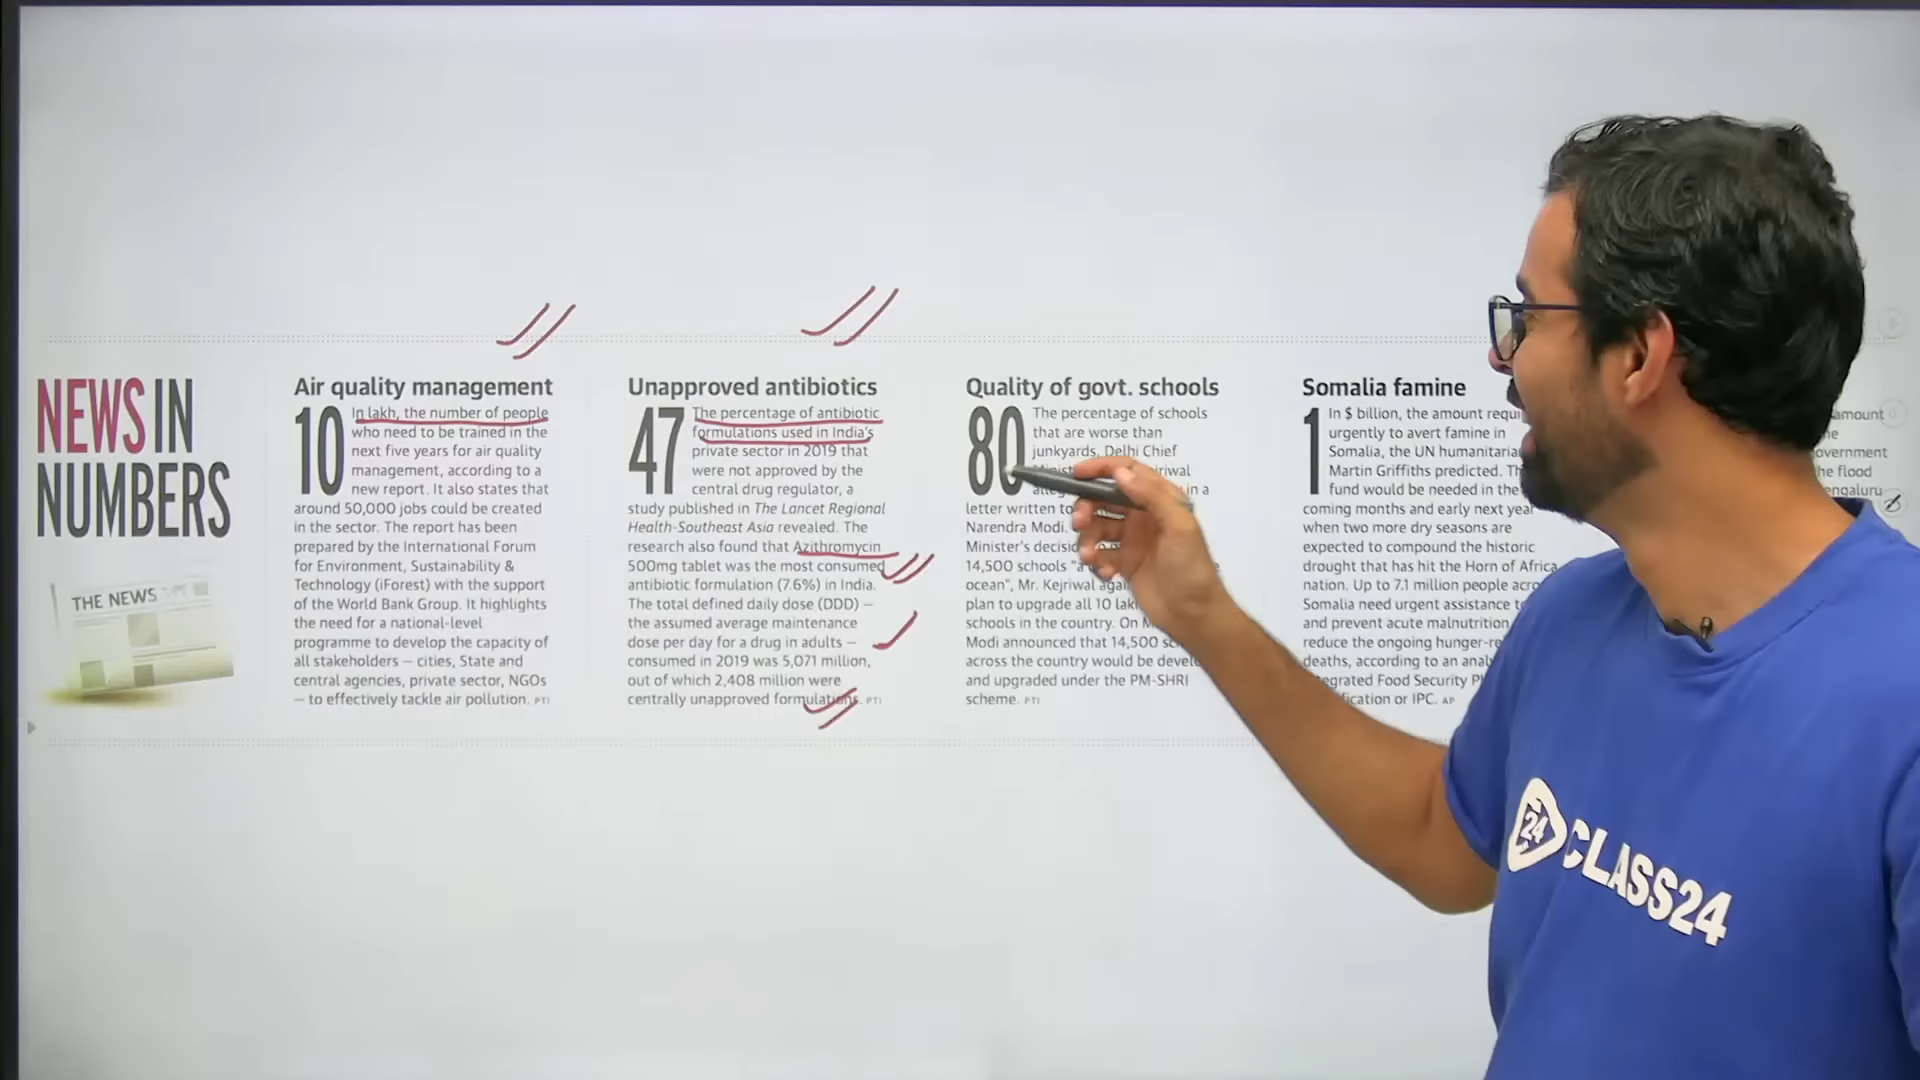 NEWS IN
NUMBERS
THE NEWS
Air quality management
10
In lakh, the number of people
who need to be trained in the
next five years for air quality
management, according to a
new report. It also states that
around 50,000 jobs could be created
in the sector. The report has been
prepared by the International Forum
for Environment, Sustainability &
Technology (iForest) with the support
of the World Bank Group. It highlights
the need for a national-level
programme to develop the capacity of
all stakeholders — cities, State and
central agencies, private sector, NGOs
— to effectively tackle air pollution. PTI
Unapproved antibiotics
47
The percentage of antibiotic
formulations used in India's
private sector in 2019 that
were not approved by the
central drug regulator, a
study published in The Lancet Regional
Health-Southeast Asia revealed. The
research also found that Azithromycin
500mg tablet was the most consumed
antibiotic formulation (7.6%) in India.
The total defined daily dose (DDD) —
the assumed average maintenance
dose per day for a drug in adults —
consumed in 2019 was 5,071 million,
out of which 2,408 million were
centrally unapproved formulations. PTI
Quality of govt. schools
80
The percentage of schools
that are worse than
junkyards, Delhi Chief
in a
letter written to
Narendra Modi.
Minister's
14,500 schools "a
ocean", Mr. Kejriwal
plan to upgrade all 10
schools in the country. On
Modi announced that 14,500
across the country would be
and upgraded under the PM-SHRI
scheme. PTI
Somalia famine
1
In $ billion, the amount
urgently to avert famine in
Somalia, the UN humanitarian
Martin Griffiths predicted.
fund would be needed in the
coming months and early next year
when two more dry seasons are
expected to compound the historic
drought that has hit the Horn of Africa
nation. Up to 7.1 million people
Somalia need urgent assistance
and prevent acute malnutrition
reduce the ongoing
deaths, according to an
Food Security
or IPC. AP
amount
the flood
24 CLASS24